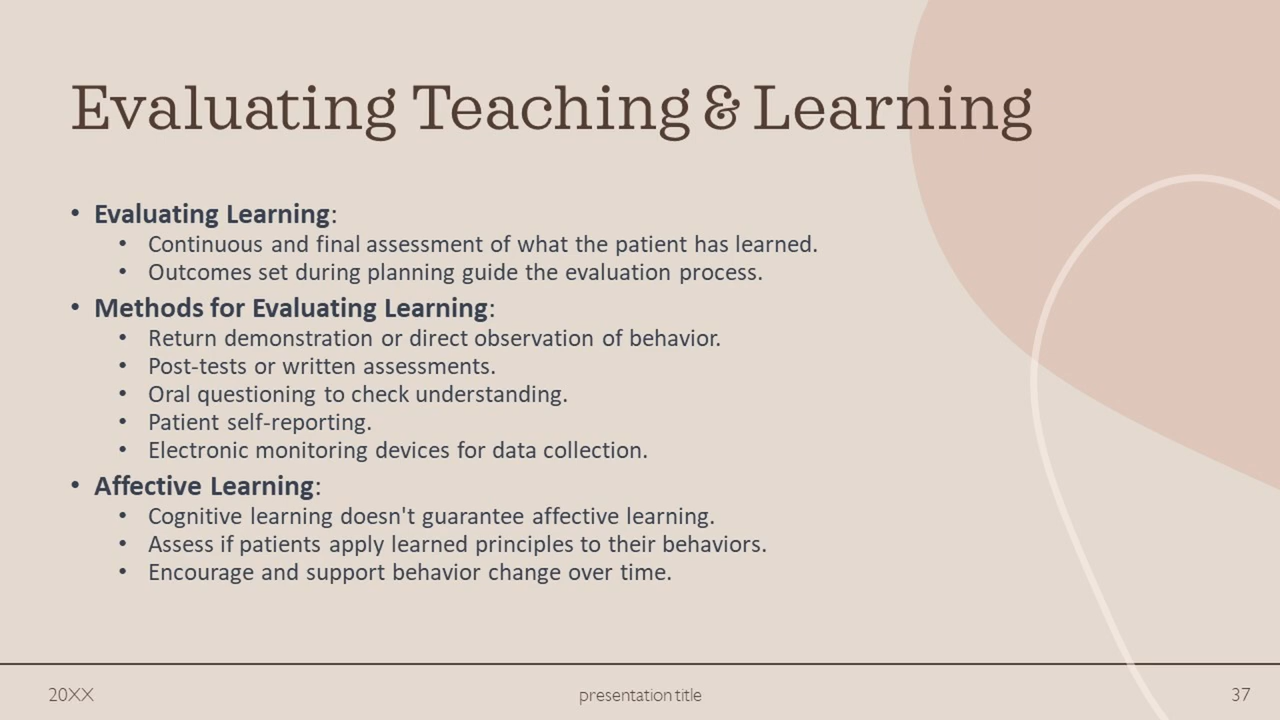 Evaluating Teaching & Learning
• Evaluating Learning:
• Continuous and final assessment of what the patient has learned.
• Outcomes set during planning guide the evaluation process.
• Methods for Evaluating Learning:
• Return demonstration or direct observation of behavior.
• Post-tests or written assessments.
• Oral questioning to check understanding.
• Patient self-reporting.
• Electronic monitoring devices for data collection.
• Affective Learning:
• Cognitive learning doesn't guarantee affective learning.
• Assess if patients apply learned principles to their behaviors.
• Encourage and support behavior change over time.
20XX
presentation title
37